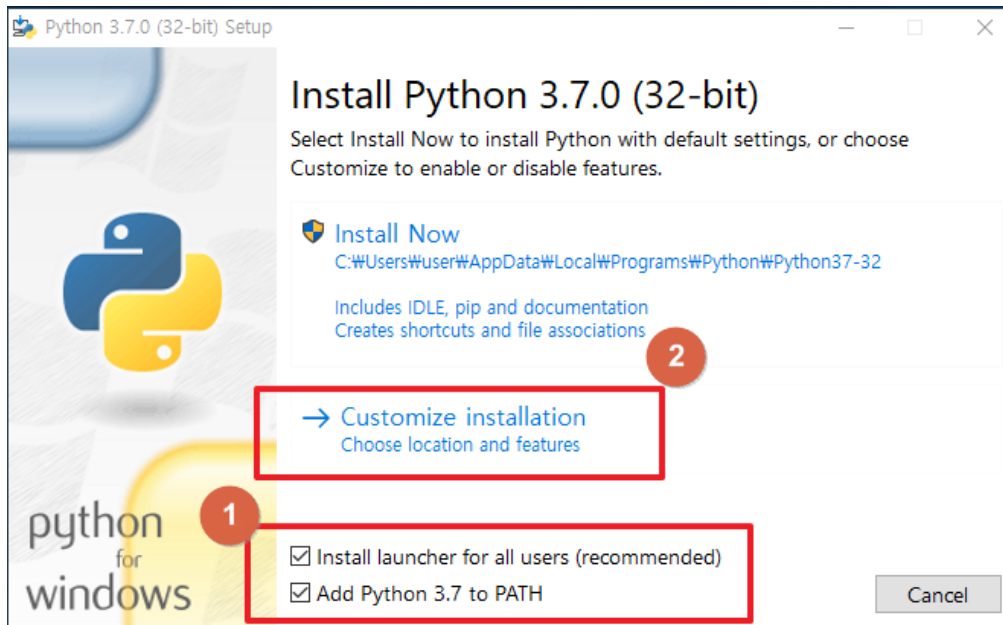 Python 3.7.0 (32-bit) Setup
Install Python 3.7.0 (32-bit)
Select Install Now to install Python with default settings, or choose
Customize to enable or disable features.
Install Now
C:₩Users₩user₩AppData₩Local₩Programs₩Python₩Python37-32
Includes IDLE, pip and documentation
Creates shortcuts and file associations
2
→ Customize installation
Choose location and features
1
Install launcher for all users (recommended)
Add Python 3.7 to PATH
python
for
windows
Cancel